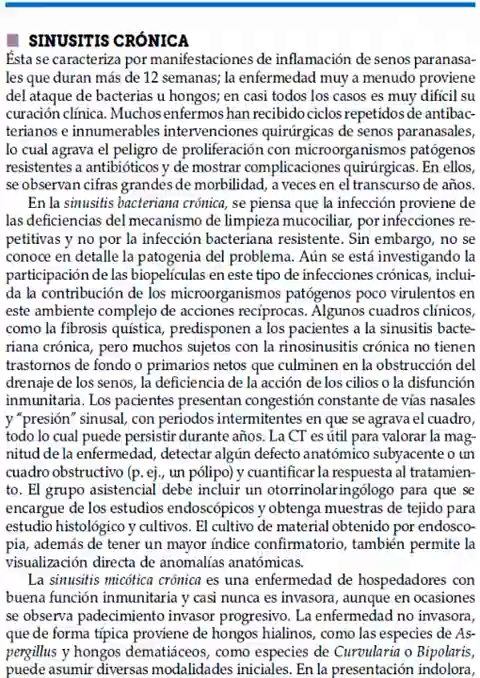 SINUSITIS CRÓNICA
Ésta se caracteriza por manifestaciones de inflamación de senos paranasa-
les que duran más de 12 semanas; la enfermedad muy a menudo proviene
del ataque de bacterias u hongos; en casi todos los casos es muy difícil su
curación clínica. Muchos enfermos han recibido ciclos repetidos de antibac-
terianos e innumerables intervenciones quirúrgicas de senos paranasales,
lo cual agrava el peligro de proliferación con microorganismos patógenos
resistentes a antibióticos y de mostrar complicaciones quirúrgicas. En ellos,
se observan cifras grandes de morbilidad, a veces en el transcurso de años.
En la sinusitis bacteriana crónica, se piensa que la infección proviene de
las deficiencias del mecanismo de limpieza mucociliar, por infecciones re-
petitivas y no por la infección bacteriana resistente. Sin embargo, no se
conoce en detalle la patogenia del problema. Aún se está investigando la
participación de las biopelículas en este tipo de infecciones crónicas, inclui-
da la contribución de los microorganismos patógenos poco virulentos en
este ambiente complejo de acciones recíprocas. Algunos cuadros clínicos,
como la fibrosis quística, predisponen a los pacientes a la sinusitis bacte-
riana crónica, pero muchos sujetos con la rinosinusitis crónica no tienen
trastornos de fondo o primarios netos que culminen en la obstrucción del
drenaje de los senos, la deficiencia de la acción de los cilios o la disfunción
inmunitaria. Los pacientes presentan congestión constante de vías nasales
y “presión” sinusal, con periodos intermitentes en que se agrava el cuadro,
todo lo cual puede persistir durante años. La CT es útil para valorar la mag-
nitud de la enfermedad, detectar algún defecto anatómico subyacente o un
cuadro obstructivo (p. ej., un pólipo) y cuantificar la respuesta al tratamien-
to. El grupo asistencial debe incluir un otorrinolaringólogo para que se
encargue de los estudios endoscópicos y obtenga muestras de tejido para
estudio histológico y cultivos. El cultivo de material obtenido por endosco-
pia, además de tener un mayor índice confirmatorio, también permite la
visualización directa de anomalías anatómicas.
La sinusitis micótica crónica es una enfermedad de hospedadores con
buena función inmunitaria y casi nunca es invasora, aunque en ocasiones
se observa padecimiento invasor progresivo. La enfermedad no invasora,
que de forma típica proviene de hongos hialinos, como las especies de As-
pergillus y hongos dematiáceos, como especies de Curvularia o Bipolaris,
puede asumir diversas modalidades iniciales. En la presentación indolora,